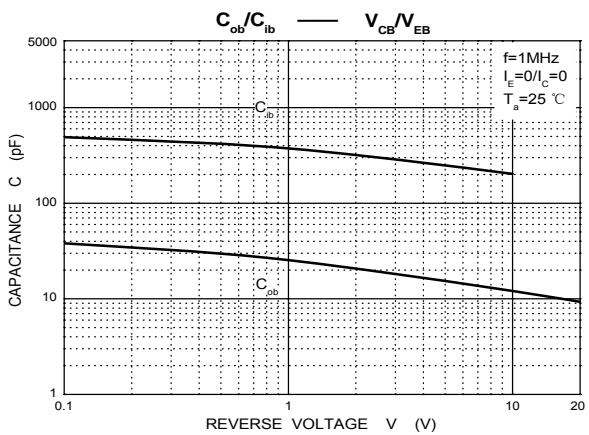 Cob/Cib —— VCB/VEB
5000
1000
100
10
1
CAPACITANCE C (pF)
f=1MHz
IE=0/IC=0
Ta=25 ℃
Cib
Cob
0.1
1
10
20
REVERSE VOLTAGE V (V)